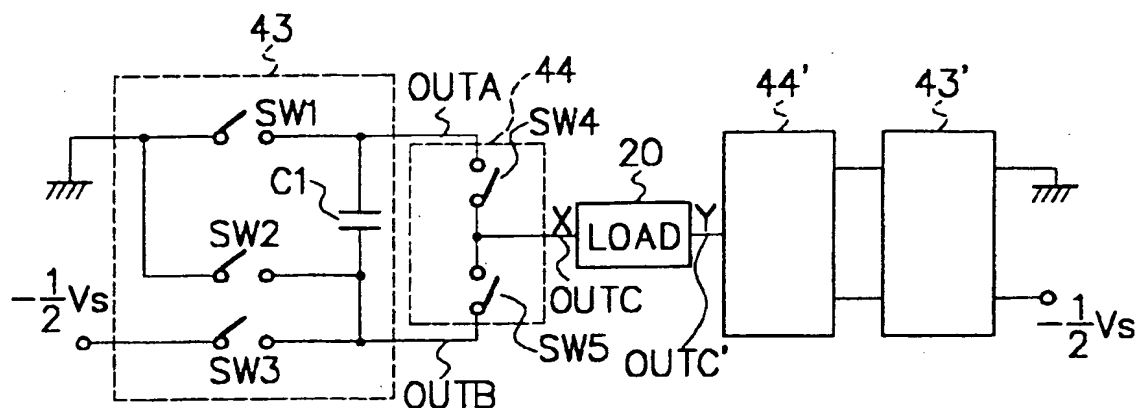 43
44
44'
43'
OUTA
SW1
SW4
20
C1
X
LOAD
Y
SW2
OUTC
-1/2Vs
SW3
SW5
OUTC'
-1/2Vs
OUTB